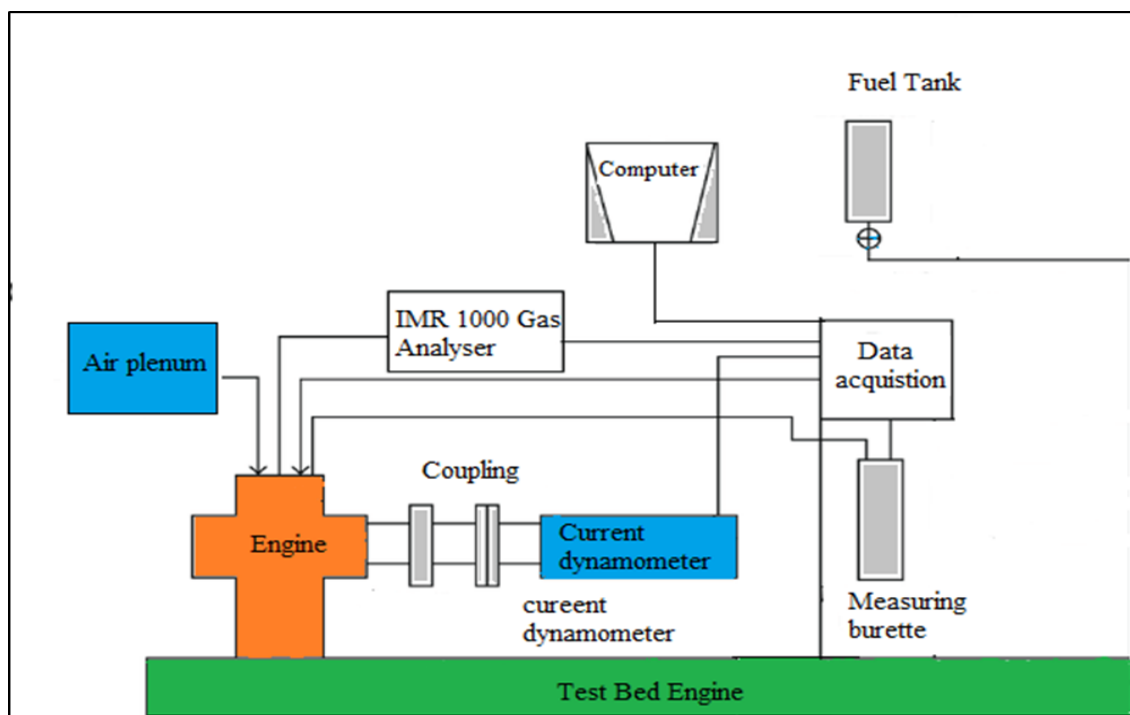 Fuel Tank
Computer
IMR 1000 Gas
Analyser
Air plenum
Data
acquistion
Coupling
Engine
Current
dynamometer
cureent
dynamometer
Measuring
burette
Test Bed Engine